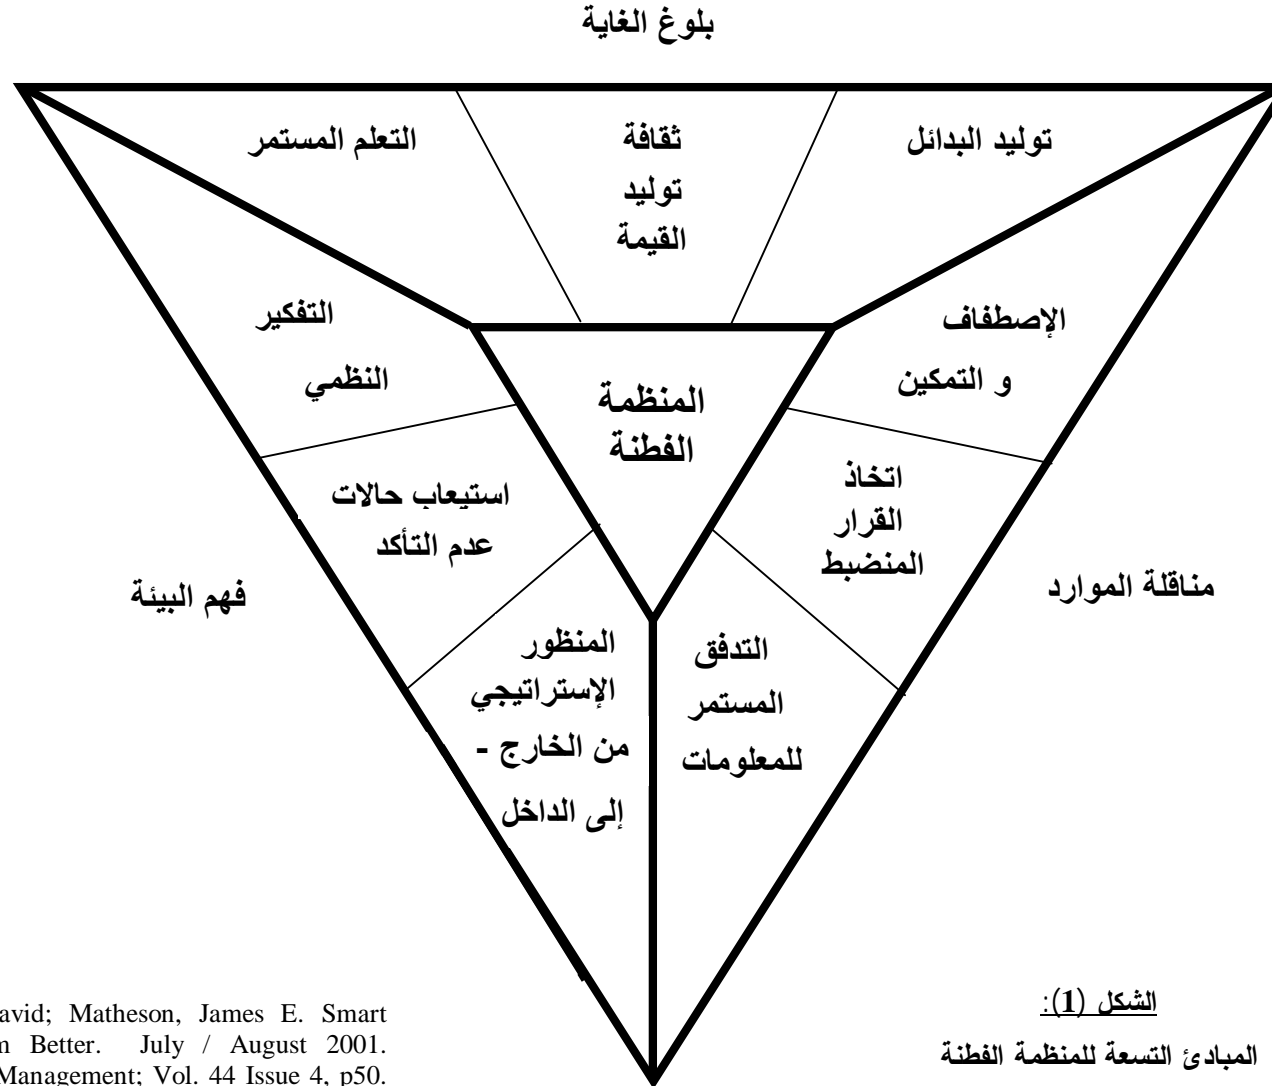 بلوغ الغاية
توليد البدائل
ثقافة
توليد
القيمة
التعلم المستمر
الإصطفاف
و التمكين
التفكير
النظمي
المنظمة
الفطنة
اتخاذ
القرار
المنضبط
استيعاب حالات
عدم التأكد
مناقلة الموارد
فهم البيئة
التدفق
المستمر
للمعلومات
المنظور
الإستراتيجي
من الخارج -
إلى الداخل
الشكل (1):
المبادئ التسعة للمنظمة الفطنة
avid; Matheson, James E. Smart
n Better. July / August 2001.
Management; Vol. 44 Issue 4, p50.